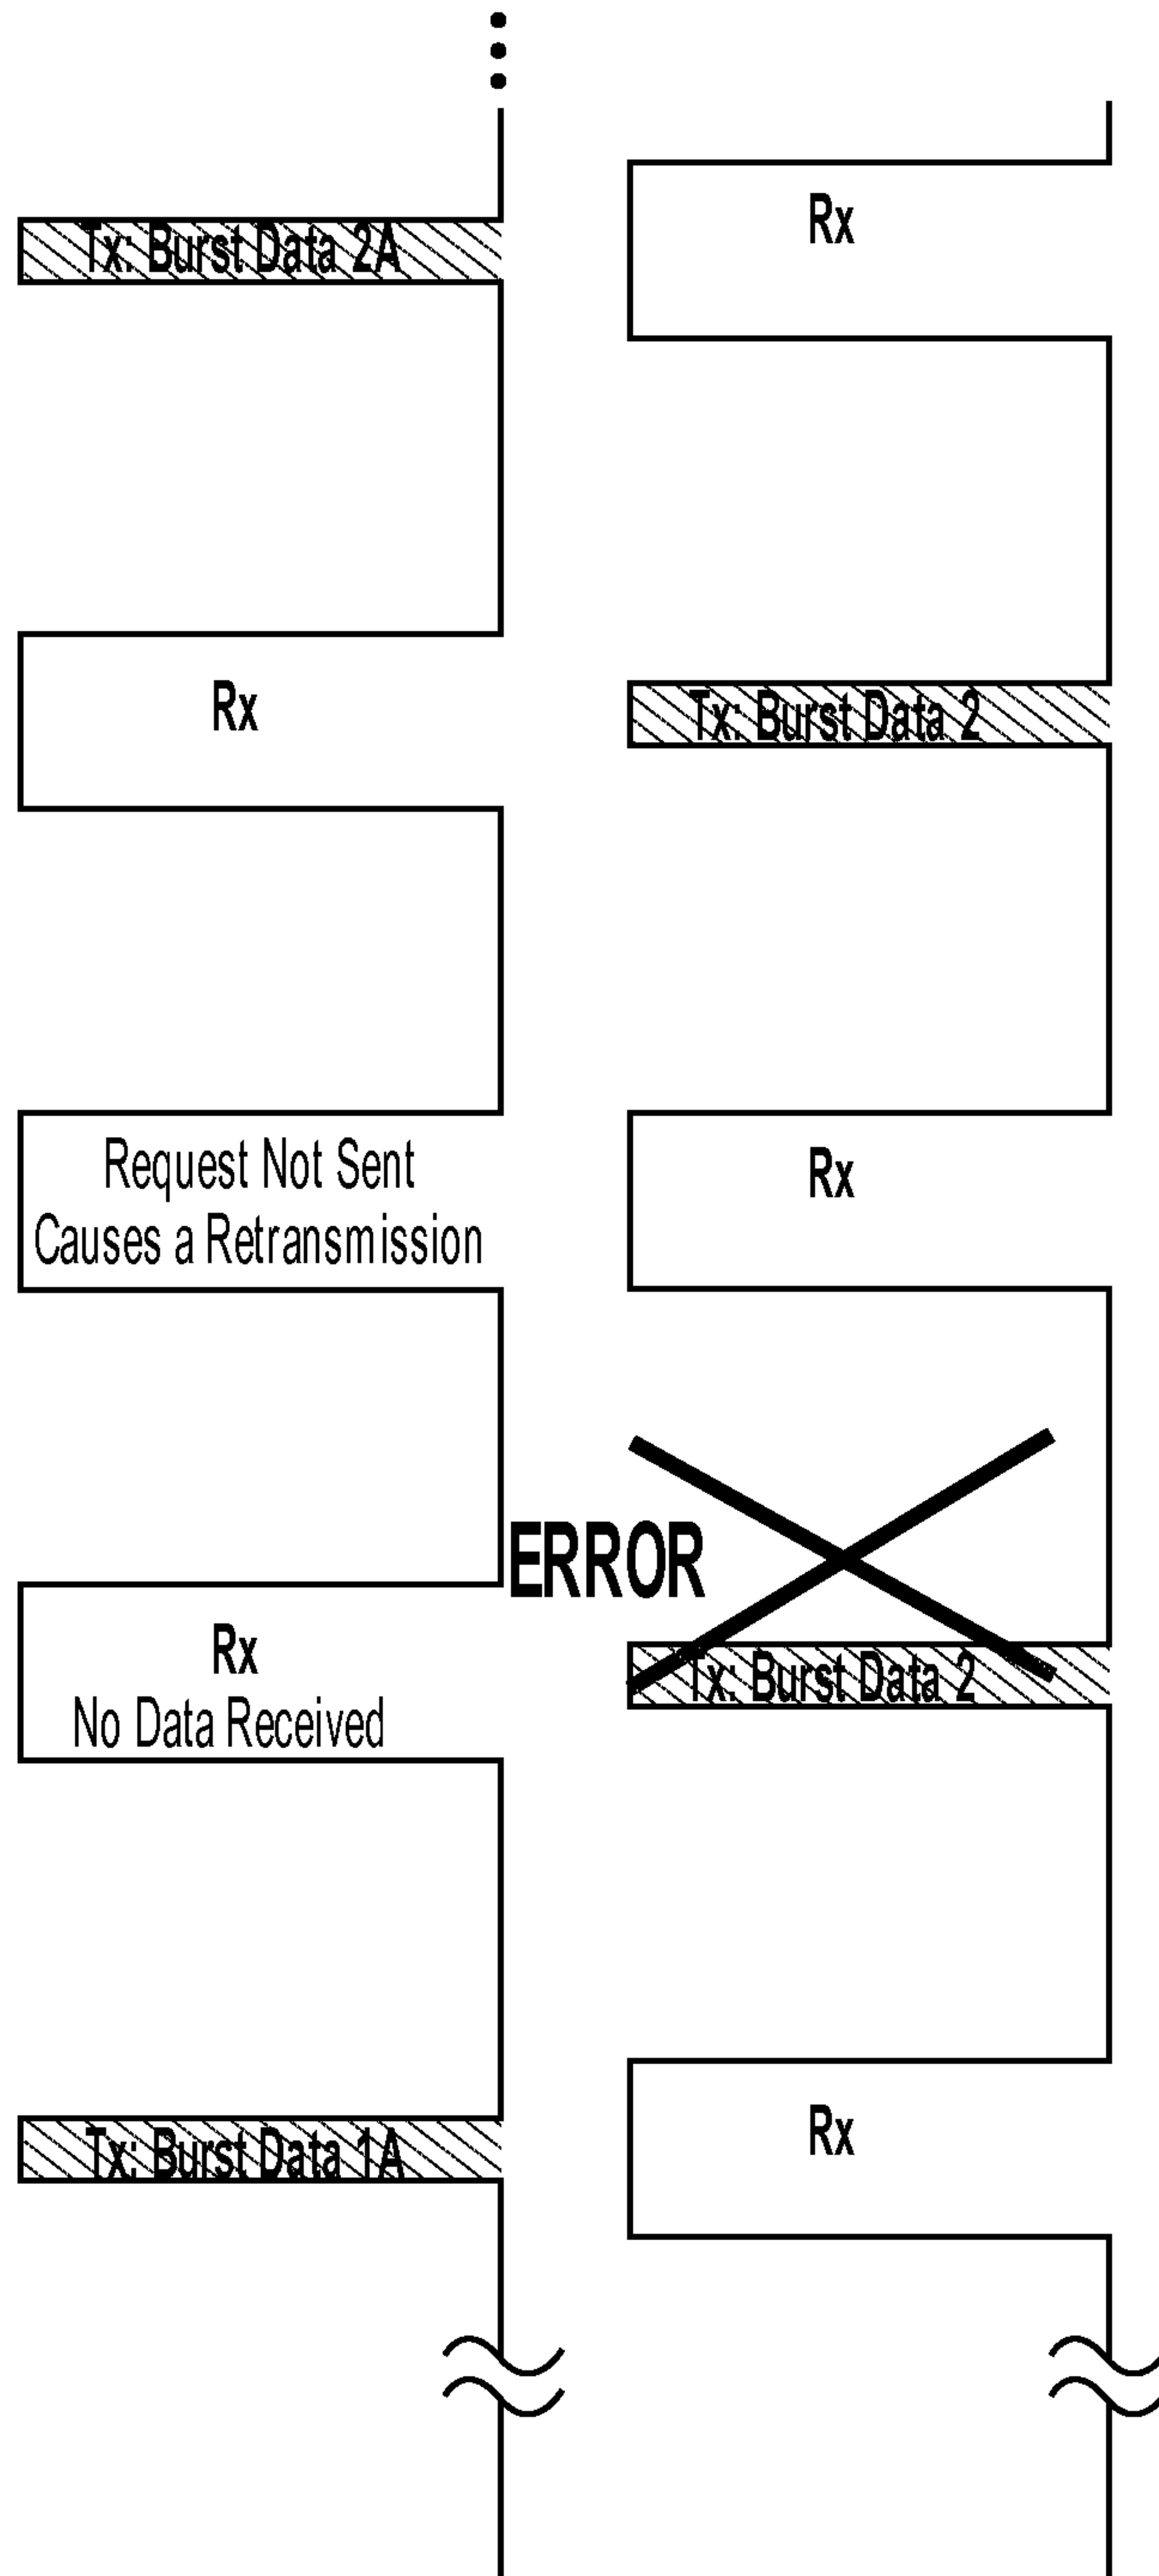 Rx
Tx: Burst Data 2A
Rx
Tx: Burst Data 2
Request Not Sent
Causes a Retransmission
Rx
ERROR
Rx
No Data Received
Tx: Burst Data 2
Tx: Burst Data 1A
Rx